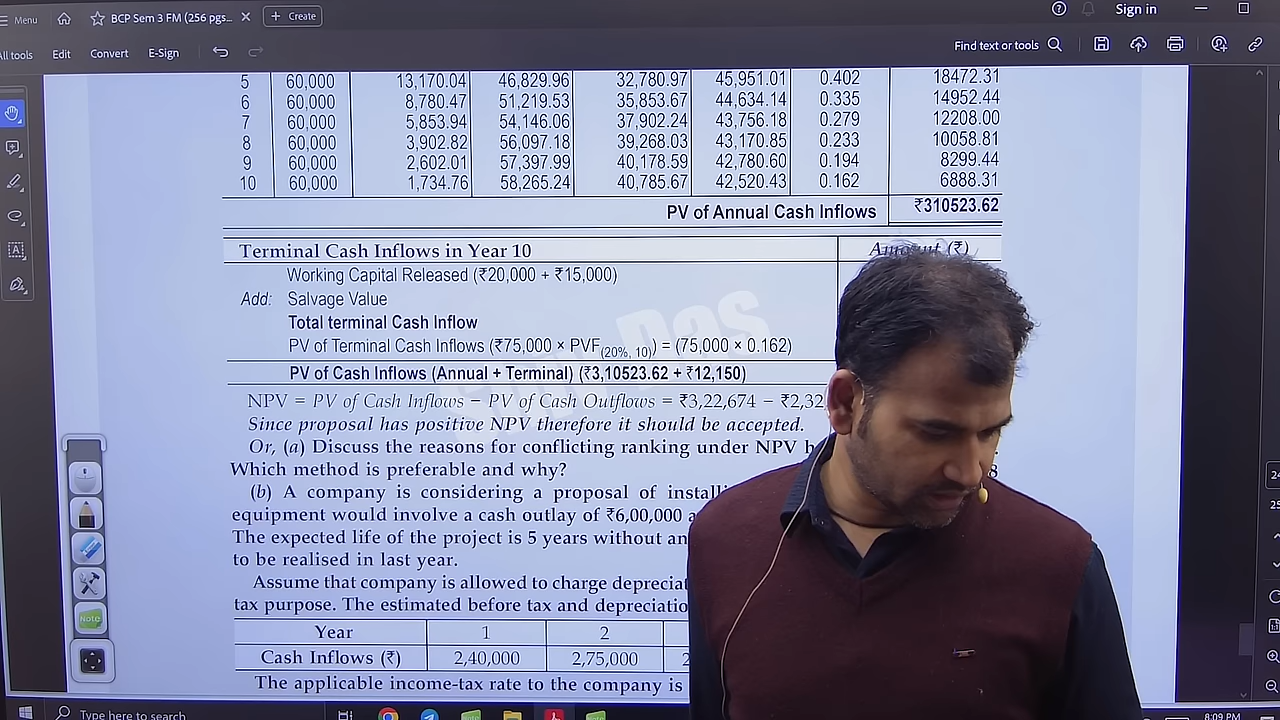 Menu
BCP Sem 3 FM (256 pgs...
Create
Sign in
All tools
Edit
Convert
E-Sign
Find text or tools
5 60,000 13,170.04 46,829.96 32,780.97 45,951.01 0.402 18472.31
6 60,000 8,780.47 51,219.53 35,853.67 44,634.14 0.335 14952.44
7 60,000 5,853.94 54,146.06 37,902.24 43,756.18 0.279 12208.00
8 60,000 3,902.82 56,097.18 39,268.03 43,170.85 0.233 10058.81
9 60,000 2,602.01 57,397.99 40,178.59 42,780.60 0.194 8299.44
10 60,000 1,734.76 58,265.24 40,785.67 42,520.43 0.162 6888.31
PV of Annual Cash Inflows ₹310523.62
Terminal Cash Inflows in Year 10 Amount (₹)
Working Capital Released (₹20,000 + ₹15,000)
Add: Salvage Value
Total terminal Cash Inflow
PV of Terminal Cash Inflows (₹75,000 × PVF(20%, 10)) = (75,000 × 0.162)
PV of Cash Inflows (Annual + Terminal) (₹3,10523.62 + ₹12,150)
NPV = PV of Cash Inflows − PV of Cash Outflows = ₹3,22,674 − ₹2,32
Since proposal has positive NPV therefore it should be accepted.
Or, (a) Discuss the reasons for conflicting ranking under NPV
Which method is preferable and why? 8
(b) A company is considering a proposal of install
equipment would involve a cash outlay of ₹6,00,000
The expected life of the project is 5 years without
to be realised in last year.
Assume that company is allowed to charge depreciat
tax purpose. The estimated before tax and depreciatio
Year 1 2
Cash Inflows (₹) 2,40,000 2,75,000 2
The applicable income-tax rate to the company is
Note
Type here to search
8:09 PM